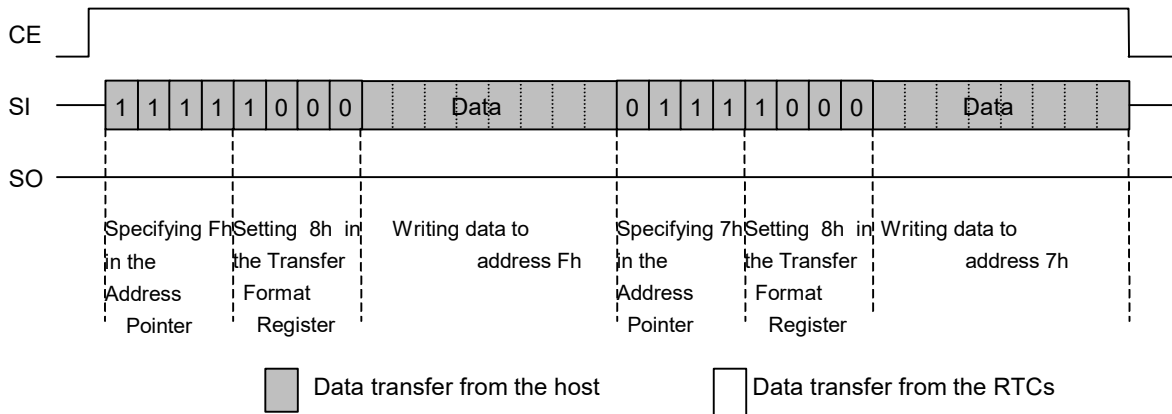 CE
SI 1 1 1 1 1 0 0 0 Data 0 1 1 1 1 0 0 0 Data
SO
Specifying Fh Setting 8h in Writing data to Specifying 7h Setting 8h in Writing data to
in the the Transfer address Fh in the the Transfer address 7h
Address Format Address Format
Pointer Register Pointer Register
Data transfer from the host Data transfer from the RTCs